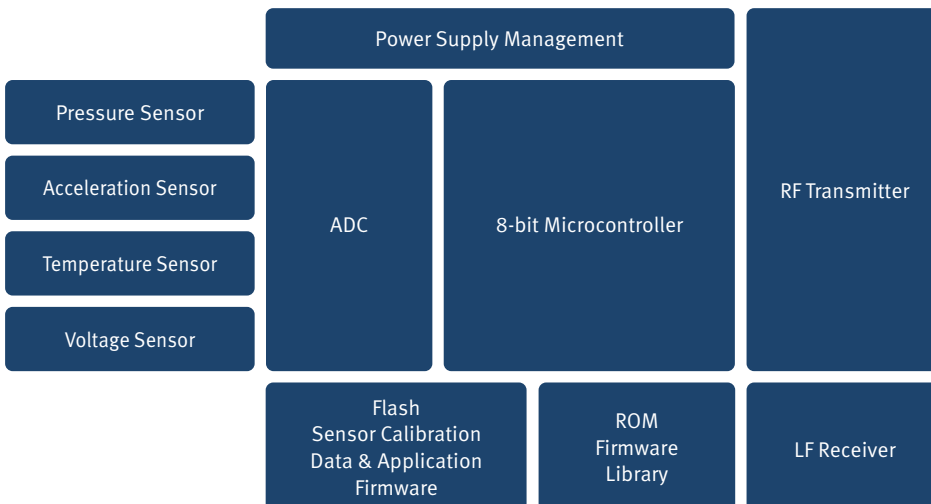 Power Supply Management
Pressure Sensor
Acceleration Sensor
Temperature Sensor
Voltage Sensor
ADC
8-bit Microcontroller
RF Transmitter
Flash
Sensor Calibration
Data & Application
Firmware
ROM
Firmware
Library
LF Receiver